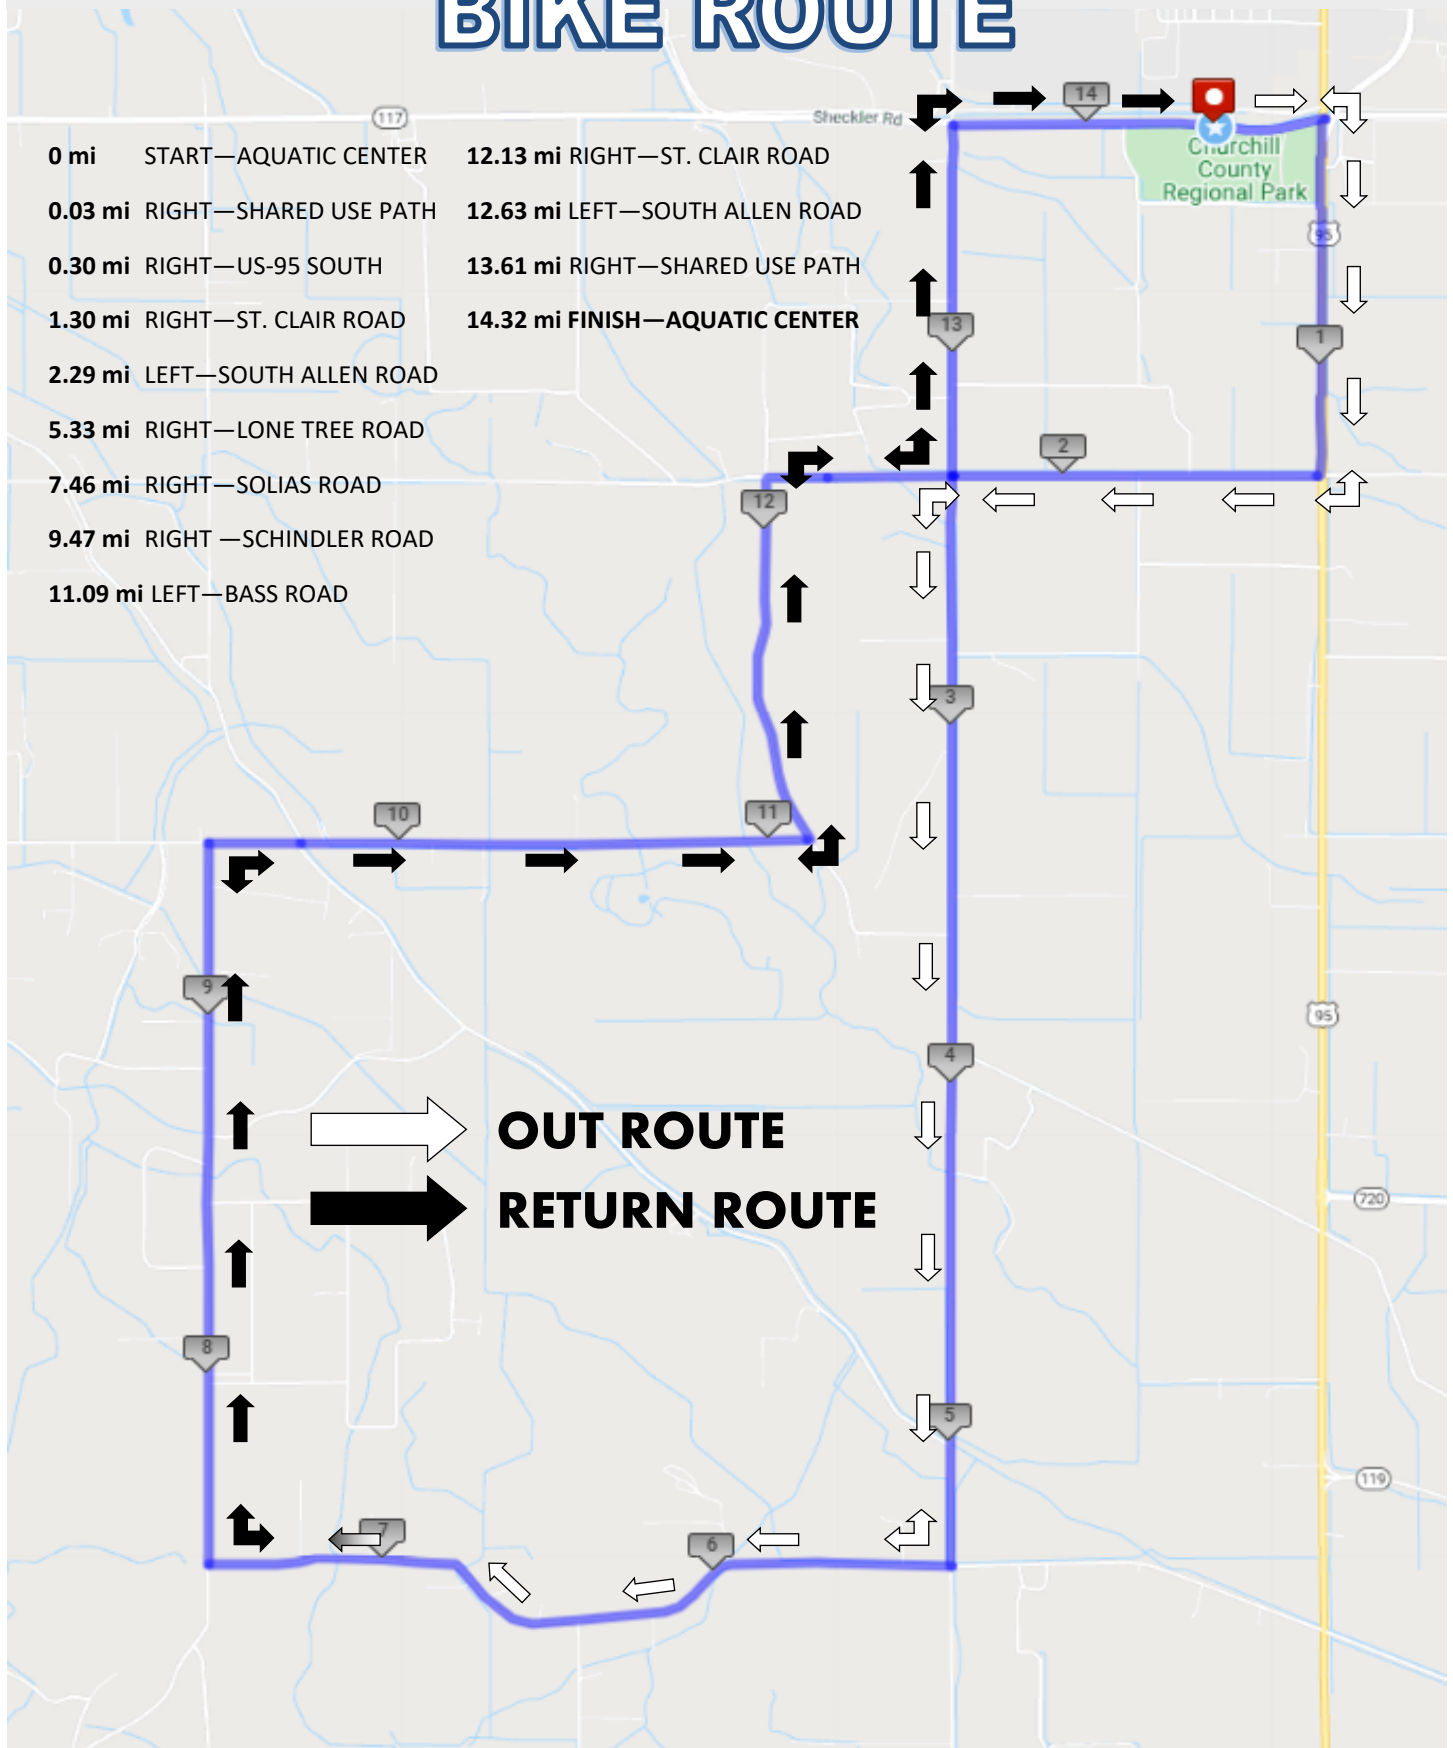 BIKE ROUTE
117
Sheckler Rd
14
Churchill
County
Regional Park
95
0 mi START—AQUATIC CENTER
0.03 mi RIGHT—SHARED USE PATH
0.30 mi RIGHT—US-95 SOUTH
1.30 mi RIGHT—ST. CLAIR ROAD
2.29 mi LEFT—SOUTH ALLEN ROAD
5.33 mi RIGHT—LONE TREE ROAD
7.46 mi RIGHT—SOLIAS ROAD
9.47 mi RIGHT —SCHINDLER ROAD
11.09 mi LEFT—BASS ROAD
12.13 mi RIGHT—ST. CLAIR ROAD
12.63 mi LEFT—SOUTH ALLEN ROAD
13.61 mi RIGHT—SHARED USE PATH
14.32 mi FINISH—AQUATIC CENTER
13
1
2
12
3
10
11
9
95
4
OUT ROUTE
720
RETURN ROUTE
8
5
119
7
6